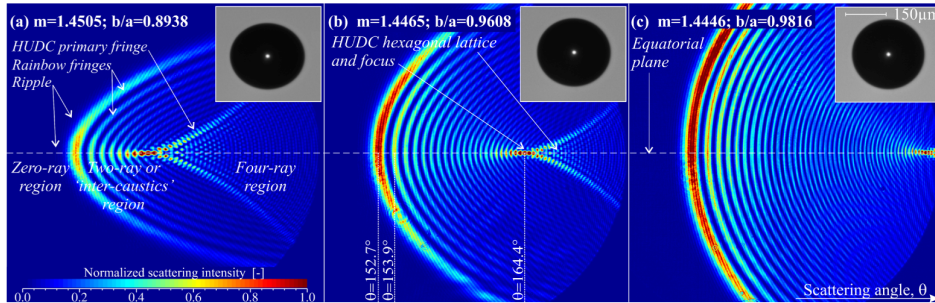 (a) m=1.4505; b/a=0.8938
HUDC primary fringe
Rainbow fringes
Ripple
Zero-ray
region
Two-ray or
'inter-caustics'
region
Four-ray
region
Normalized scattering intensity [-]
0.0 0.2 0.4 0.6 0.8 1.0
(b) m=1.4465; b/a=0.9608
HUDC hexagonal lattice
and focus
θ=152.7°
θ=153.9°
θ=164.4°
(c) m=1.4446; b/a=0.9816
150µm
Equatorial
plane
Scattering angle, θ